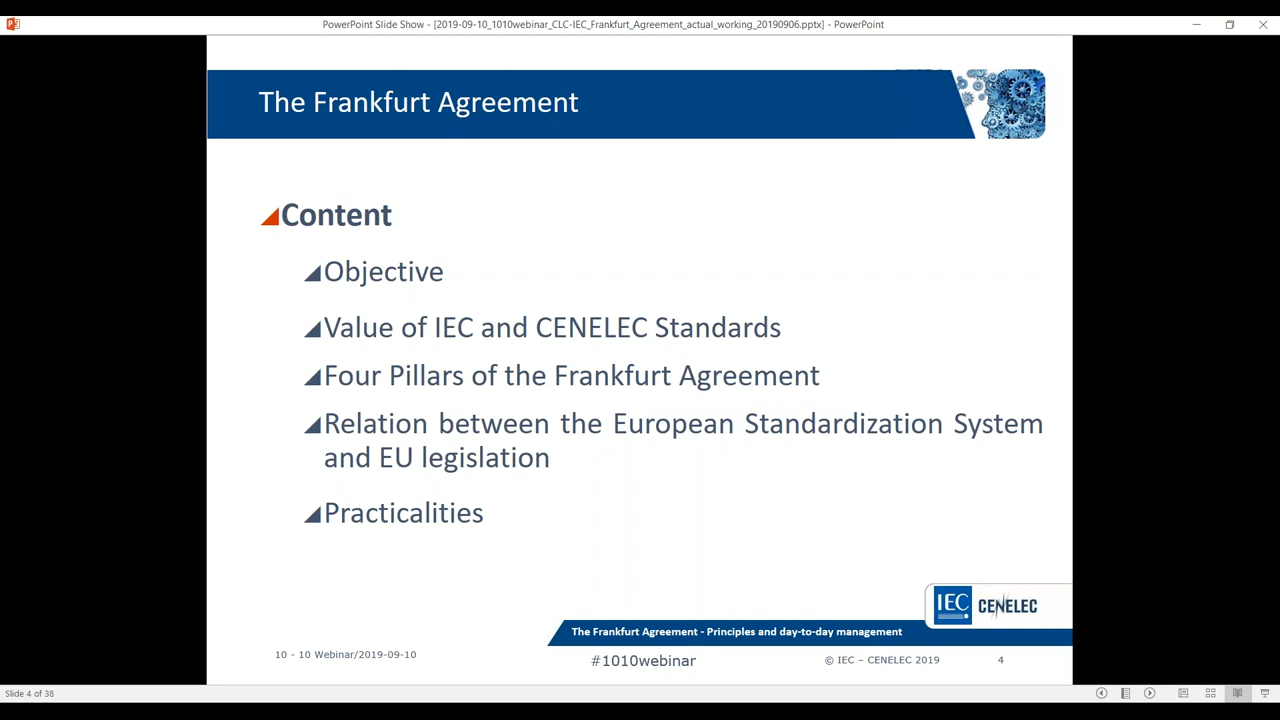 PowerPoint Slide Show - [2019-09-10_1010webinar_CLC-IEC_Frankfurt_Agreement_actual_working_20190906.pptx] - PowerPoint
The Frankfurt Agreement
Content
Objective
Value of IEC and CENELEC Standards
Four Pillars of the Frankfurt Agreement
Relation between the European Standardization System
and EU legislation
Practicalities
IEC CENELEC
The Frankfurt Agreement - Principles and day-to-day management
10 - 10 Webinar/2019-09-10
#1010webinar
© IEC – CENELEC 2019
4
Slide 4 of 38